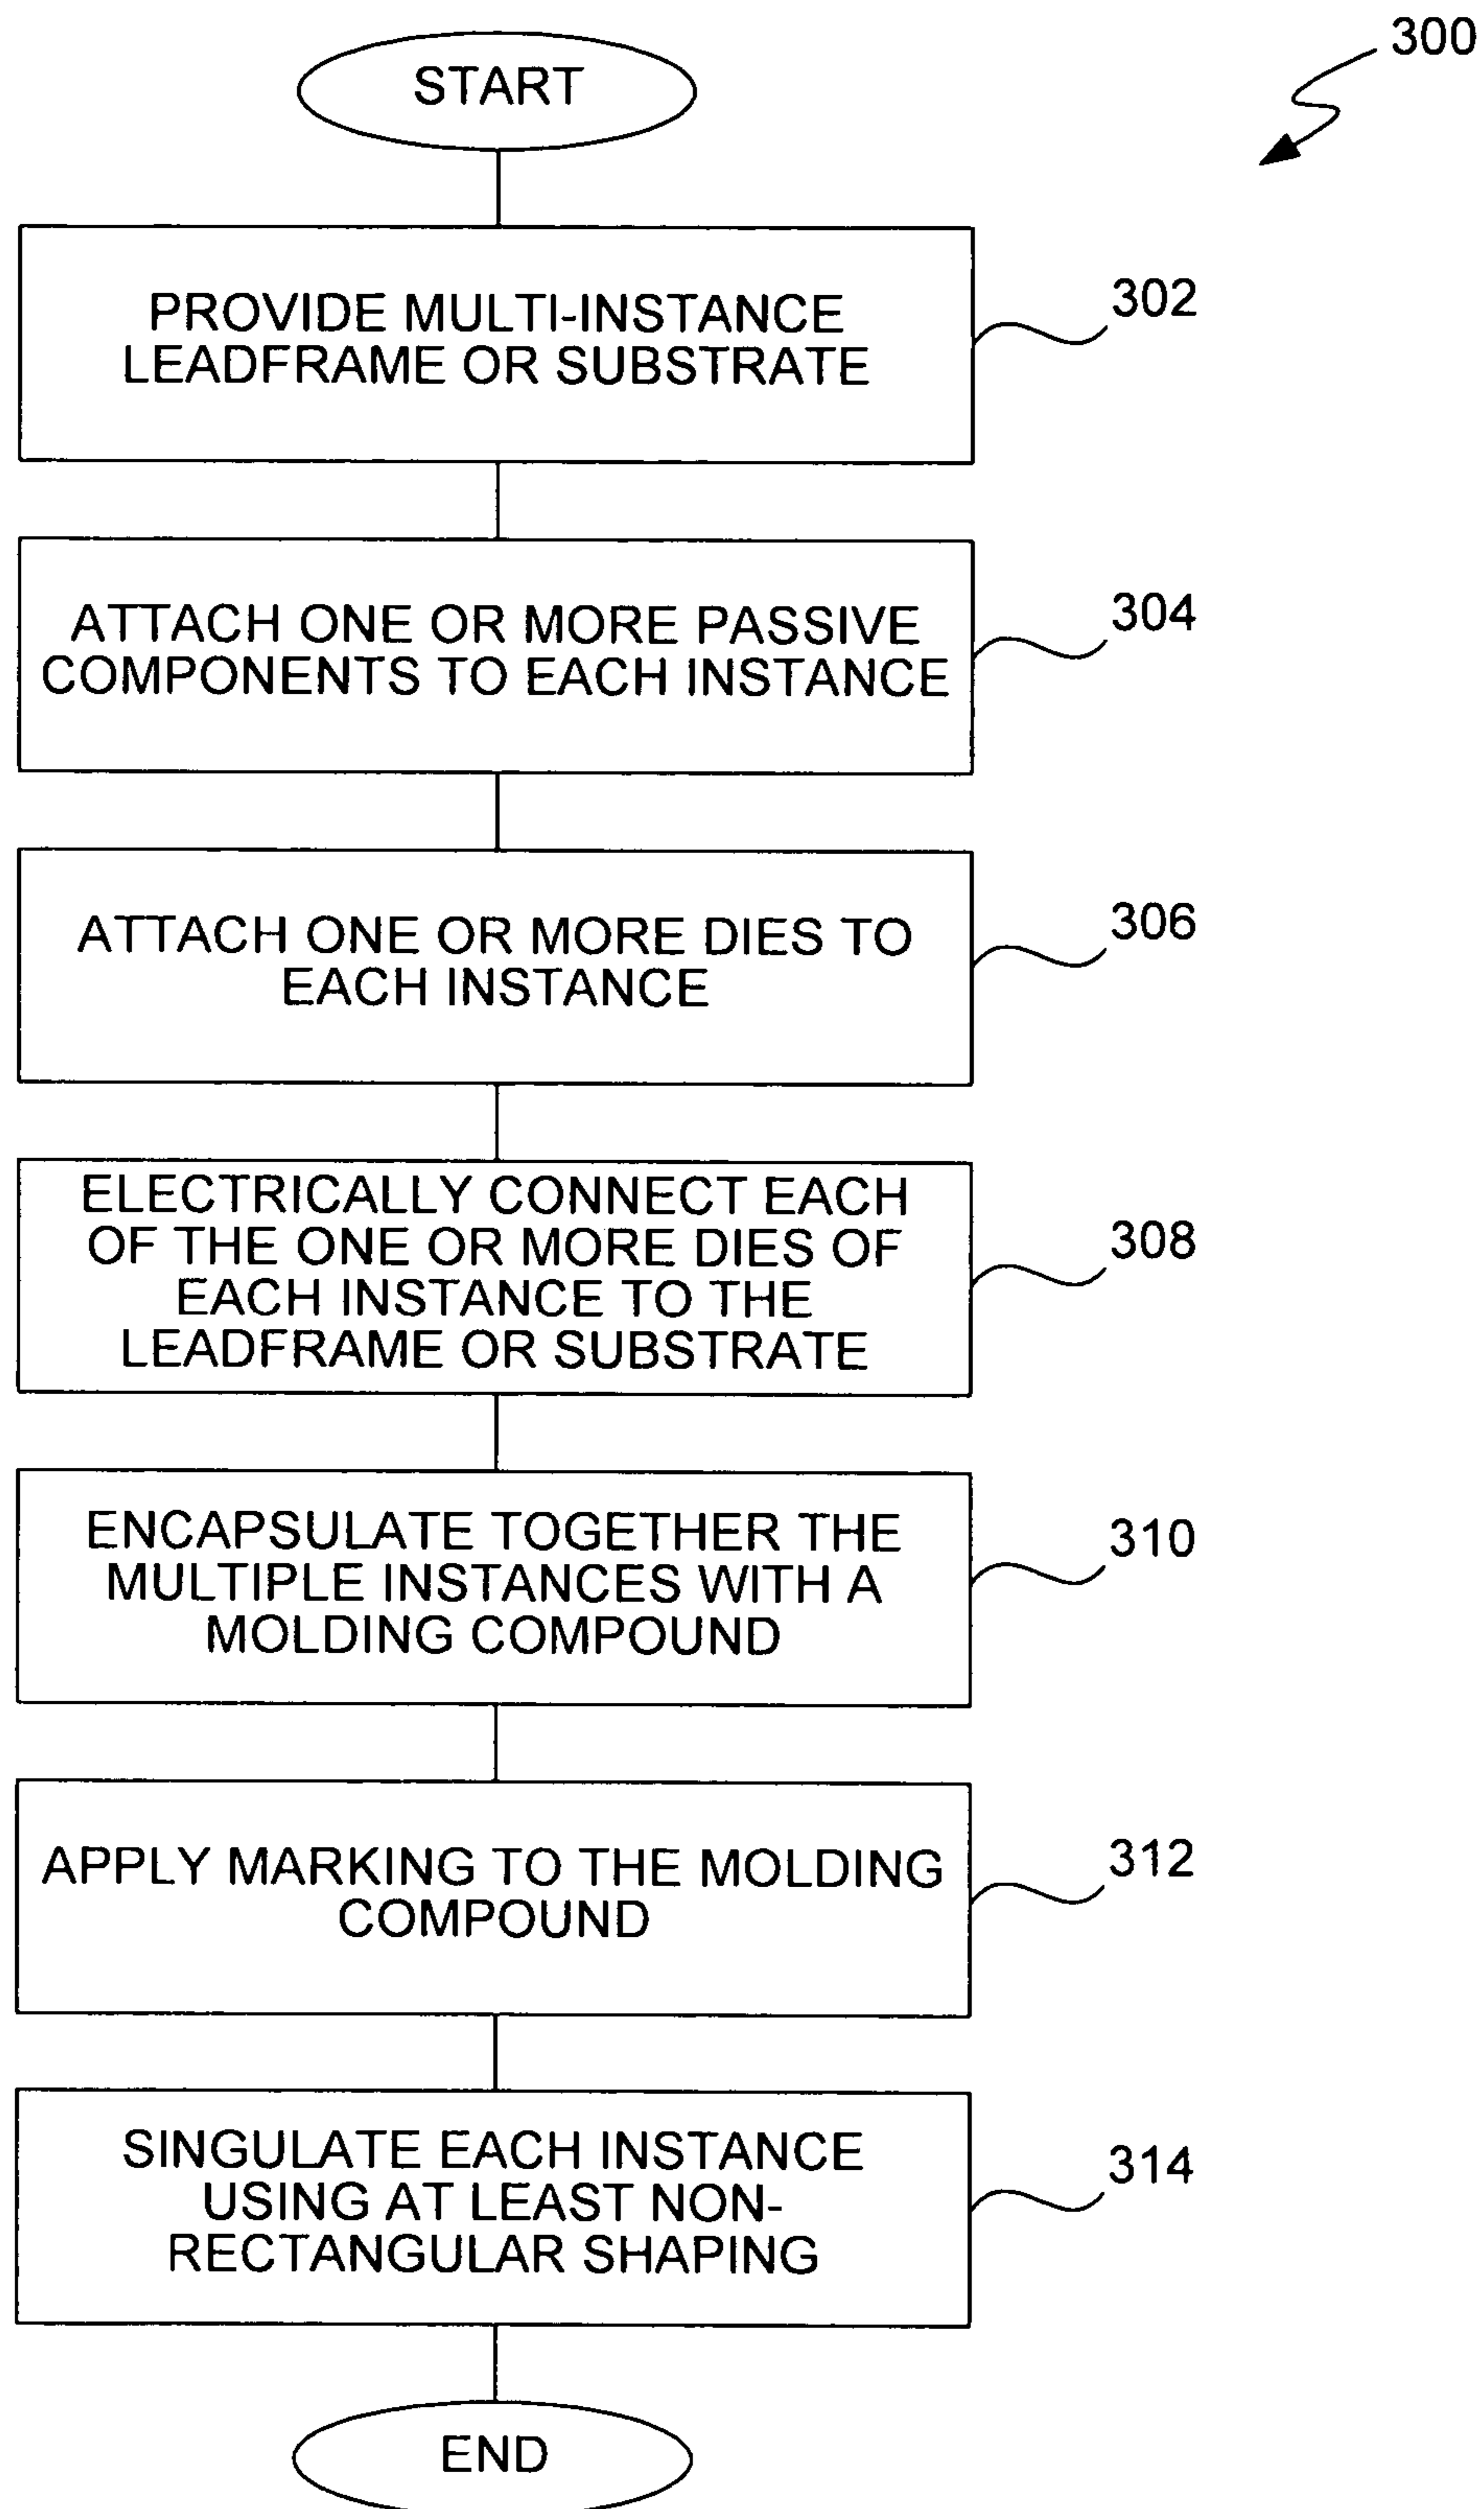 START
300
PROVIDE MULTI-INSTANCE
LEADFRAME OR SUBSTRATE
302
ATTACH ONE OR MORE PASSIVE
COMPONENTS TO EACH INSTANCE
304
ATTACH ONE OR MORE DIES TO
EACH INSTANCE
306
ELECTRICALLY CONNECT EACH
OF THE ONE OR MORE DIES OF
EACH INSTANCE TO THE
LEADFRAME OR SUBSTRATE
308
ENCAPSULATE TOGETHER THE
MULTIPLE INSTANCES WITH A
MOLDING COMPOUND
310
APPLY MARKING TO THE MOLDING
COMPOUND
312
SINGULATE EACH INSTANCE
USING AT LEAST NON-
RECTANGULAR SHAPING
314
END